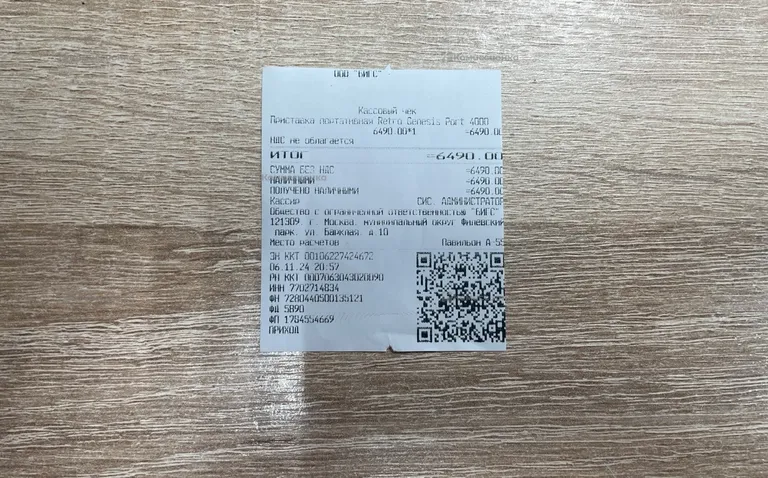 ООО "БИГС"
Кассовый чек
Приставка портативная Retro Genesis Port 4000
6490.00*1 =6490.00
НДС не облагается
ИТОГ =6490.00
СУММА БЕЗ НДС =6490.00
НАЛИЧНЫМИ =6490.00
ПОЛУЧЕНО НАЛИЧНЫМИ =6490.00
Кассир СИС. АДМИНИСТРАТОР
Общество с ограниченной ответственностью "БИГС"
121309, г. Москва, муниципальный округ Филевский
парк, ул. Барклая, д.10
Место расчетов Павильон А-55
ЗН ККТ 00106227424673
06.11.24 20:57
РН ККТ 0007063043020890
ИНН 7702714834
ФН 7280440500135121
ФД 5890
ФП 1784554669
ПРИХОД